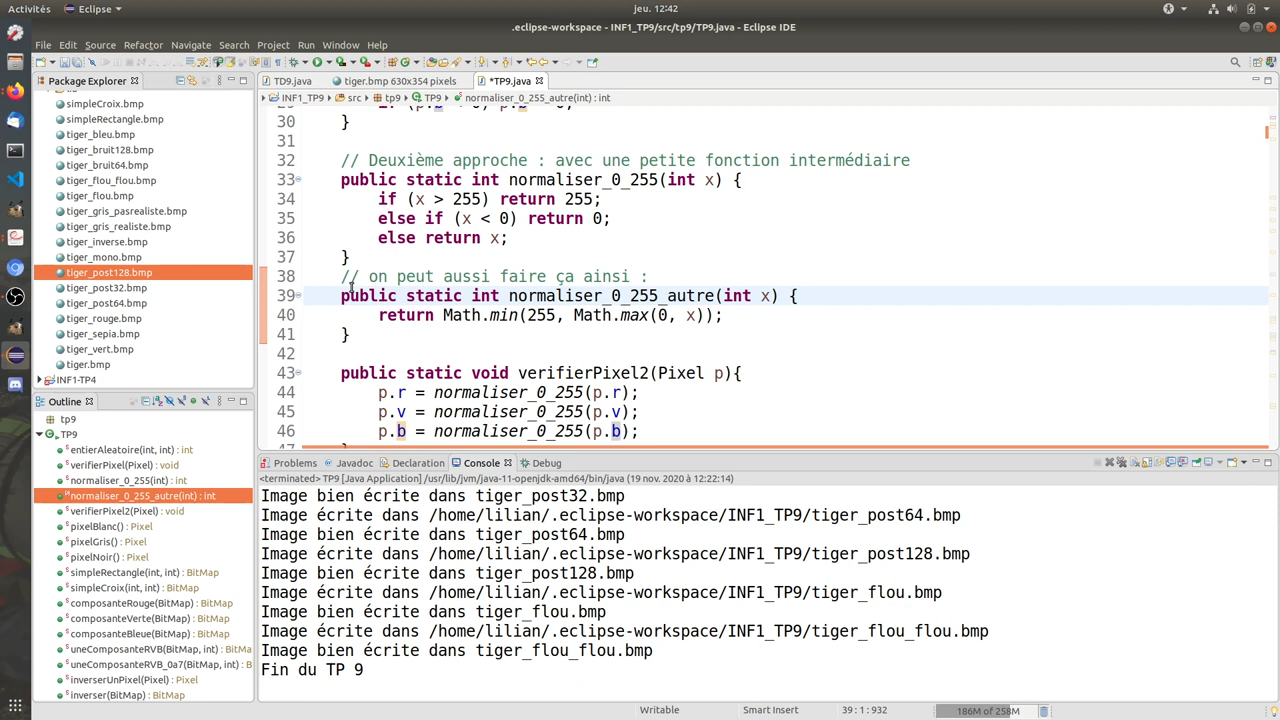 Activités Eclipse jeu. 12:42
.eclipse-workspace - INF1_TP9/src/tp9/TP9.java - Eclipse IDE
File Edit Source Refactor Navigate Search Project Run Window Help
Package Explorer
simpleCroix.bmp
simpleRectangle.bmp
tiger_bleu.bmp
tiger_bruit128.bmp
tiger_bruit64.bmp
tiger_flou_flou.bmp
tiger_flou.bmp
tiger_gris_pasrealiste.bmp
tiger_gris_realiste.bmp
tiger_inverse.bmp
tiger_mono.bmp
tiger_post128.bmp
tiger_post32.bmp
tiger_post64.bmp
tiger_rouge.bmp
tiger_sepia.bmp
tiger_vert.bmp
tiger.bmp
INF1-TP4
Outline
tp9
TP9
entierAleatoire(int, int) : int
verifierPixel(Pixel) : void
normaliser_0_255(int) : int
normaliser_0_255_autre(int) : int
verifierPixel2(Pixel) : void
pixelBlanc() : Pixel
pixelGris() : Pixel
pixelNoir() : Pixel
simpleRectangle(int, int) : BitMap
simpleCroix(int, int) : BitMap
composanteRouge(BitMap) : BitMap
composanteVerte(BitMap) : BitMap
composanteBleue(BitMap) : BitMap
uneComposanteRVB(BitMap, int) : BitMa
uneComposanteRVB_0a7(BitMap, int) : B
inverserUnPixel(Pixel) : Pixel
inverser(BitMap) : BitMap
TD9.java tiger.bmp 630x354 pixels *TP9.java
INF1_TP9 src tp9 TP9 normaliser_0_255_autre(int) : int
30 }
31
32 // Deuxième approche : avec une petite fonction intermédiaire
33 public static int normaliser_0_255(int x) {
34 if (x > 255) return 255;
35 else if (x < 0) return 0;
36 else return x;
37 }
38 // on peut aussi faire ça ainsi :
39 public static int normaliser_0_255_autre(int x) {
40 return Math.min(255, Math.max(0, x));
41 }
42
43 public static void verifierPixel2(Pixel p){
44 p.r = normaliser_0_255(p.r);
45 p.v = normaliser_0_255(p.v);
46 p.b = normaliser_0_255(p.b);
Problems Javadoc Declaration Console Debug
<terminated> TP9 [Java Application] /usr/lib/jvm/java-11-openjdk-amd64/bin/java (19 nov. 2020 à 12:22:14)
Image bien écrite dans tiger_post32.bmp
Image écrite dans /home/lilian/.eclipse-workspace/INF1_TP9/tiger_post64.bmp
Image bien écrite dans tiger_post64.bmp
Image écrite dans /home/lilian/.eclipse-workspace/INF1_TP9/tiger_post128.bmp
Image bien écrite dans tiger_post128.bmp
Image écrite dans /home/lilian/.eclipse-workspace/INF1_TP9/tiger_flou.bmp
Image bien écrite dans tiger_flou.bmp
Image écrite dans /home/lilian/.eclipse-workspace/INF1_TP9/tiger_flou_flou.bmp
Image bien écrite dans tiger_flou_flou.bmp
Fin du TP 9
Writable Smart Insert 39 : 1 : 932 186M of 258M